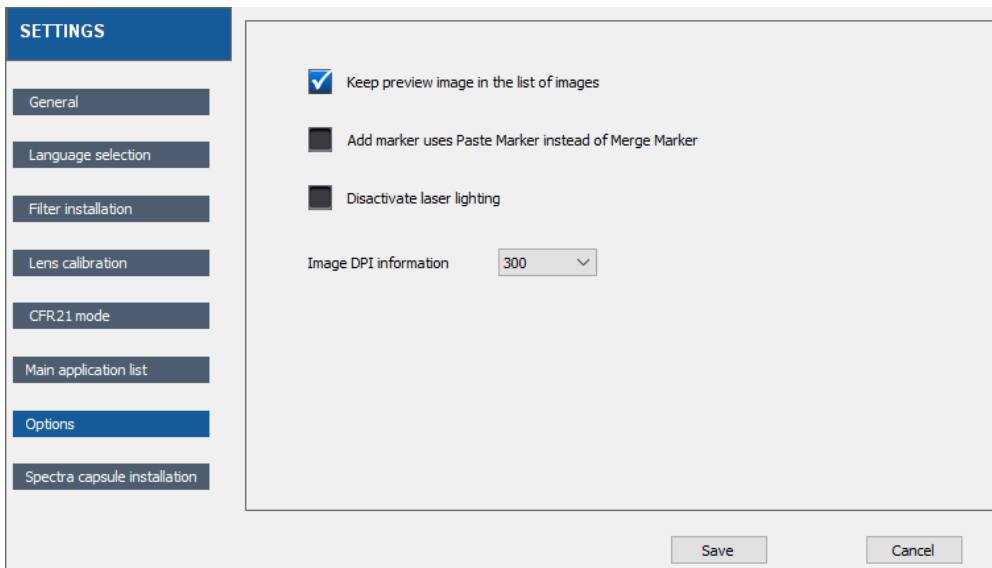 SETTINGS
General
Language selection
Filter installation
Lens calibration
CFR21 mode
Main application list
Options
Spectra capsule installation
Keep preview image in the list of images
Add marker uses Paste Marker instead of Merge Marker
Disactivate laser lighting
Image DPI information 300
Save Cancel